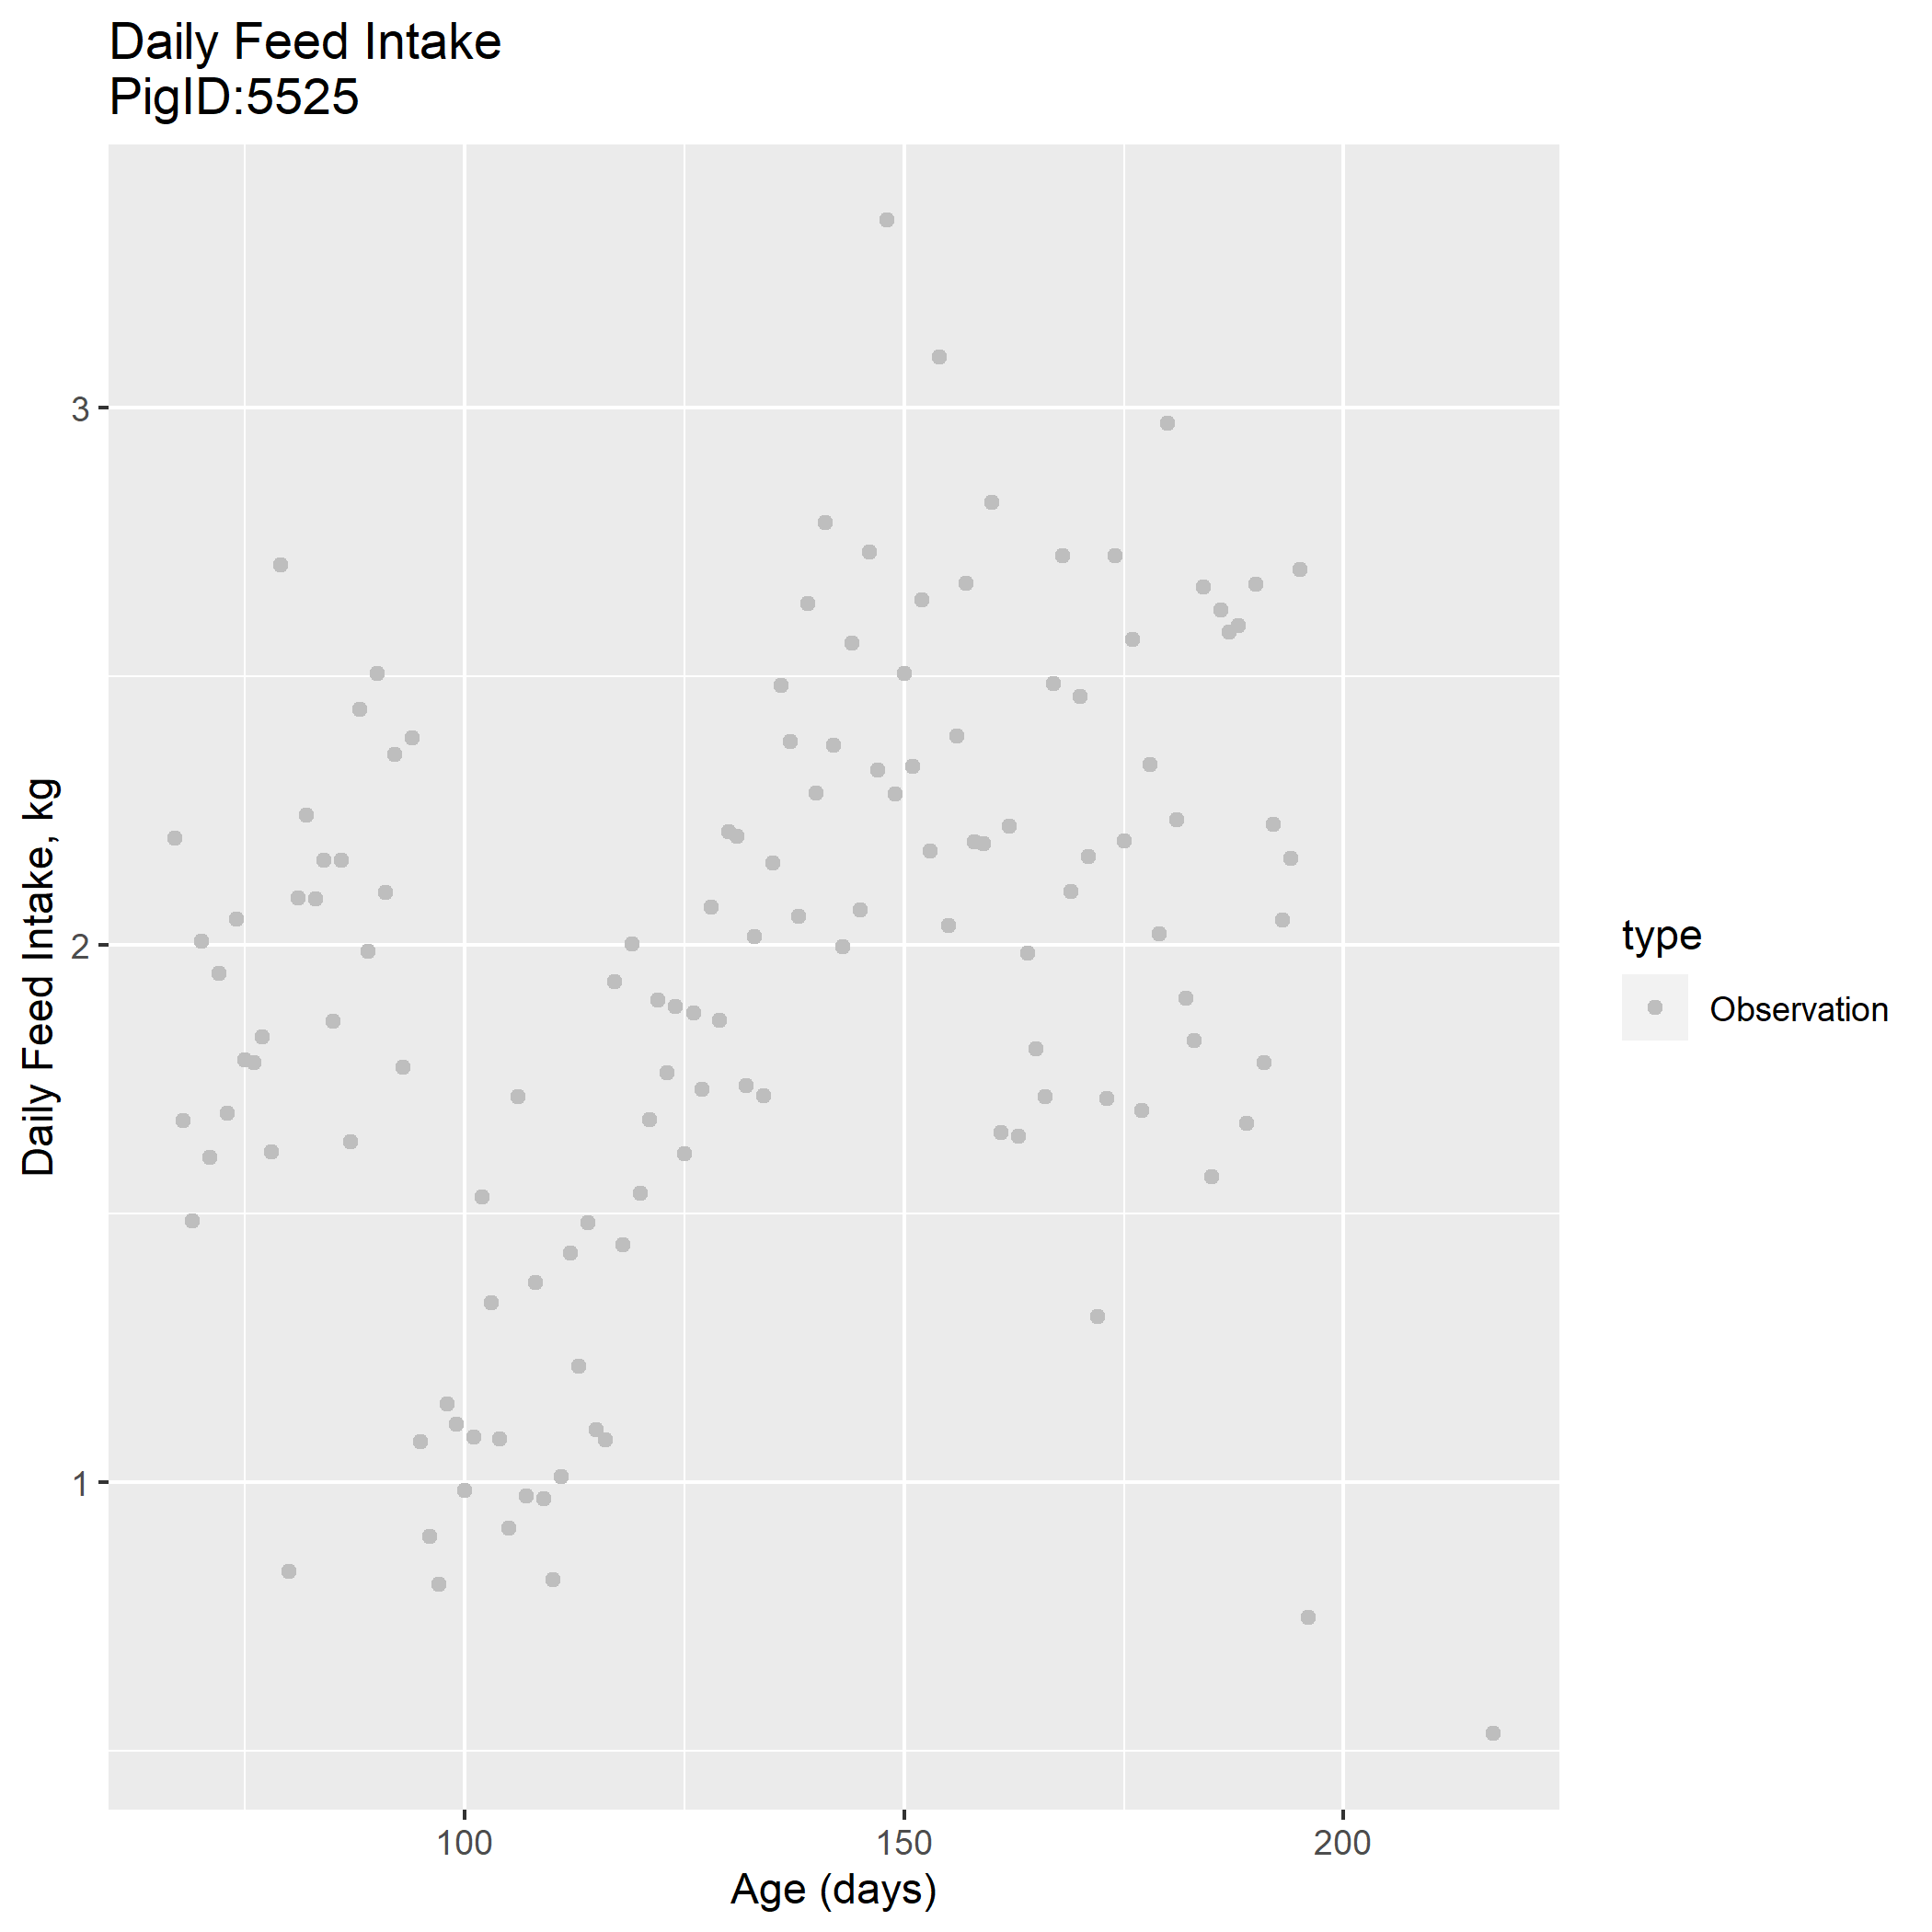 Daily Feed Intake
PigID:5525
Daily Feed Intake, kg
3
2
1
100
150
200
Age (days)
type
Observation